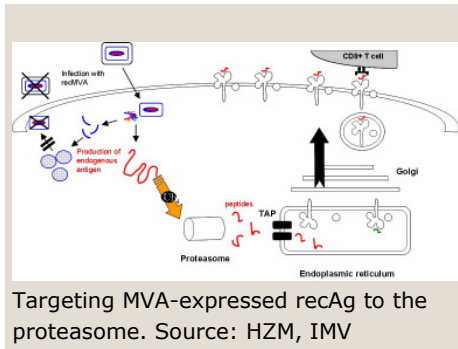 CD8+ T cell
Infection with
recMVA
Production of
endogenous
antigen
Golgi
peptides
TAP
Proteasome
Endoplasmic reticulum
Targeting MVA-expressed recAg to the
proteasome. Source: HZM, IMV